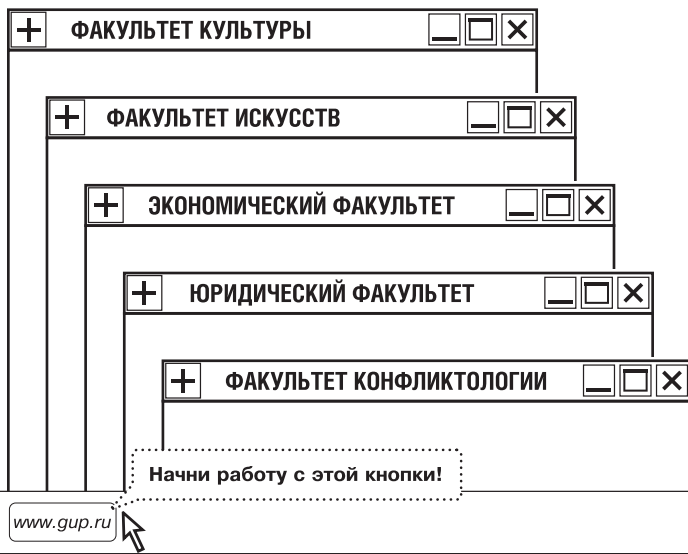 ФАКУЛЬТЕТ КУЛЬТУРЫ
ФАКУЛЬТЕТ ИСКУССТВ
ЭКОНОМИЧЕСКИЙ ФАКУЛЬТЕТ
ЮРИДИЧЕСКИЙ ФАКУЛЬТЕТ
ФАКУЛЬТЕТ КОНФЛИКТОЛОГИИ
Начни работу с этой кнопки!
www.gup.ru